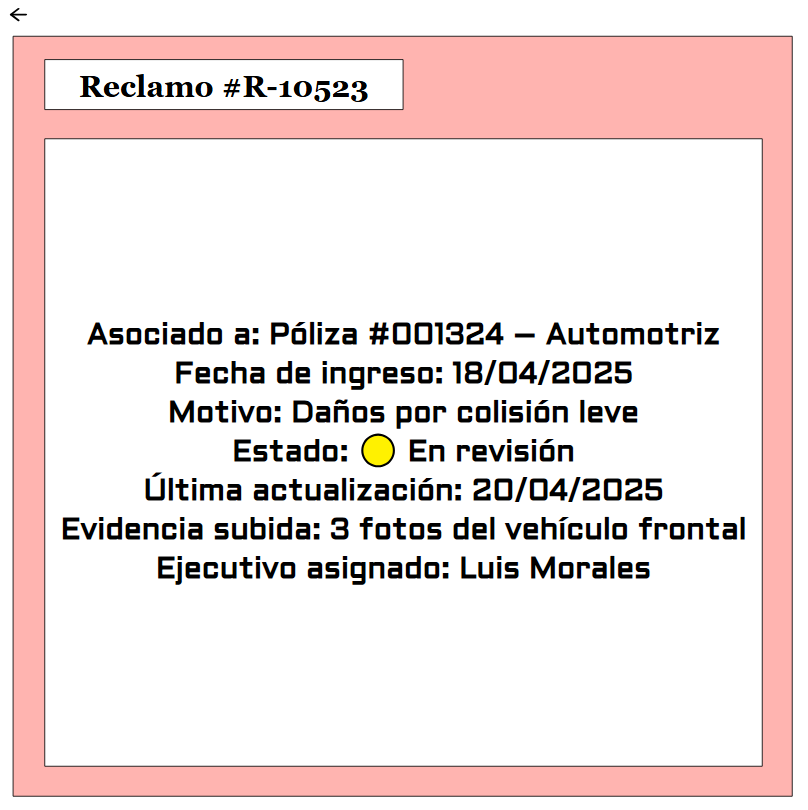 Reclamo #R-10523
Asociado a: Póliza #001324 – Automotriz
Fecha de ingreso: 18/04/2025
Motivo: Daños por colisión leve
Estado: 🟡 En revisión
Última actualización: 20/04/2025
Evidencia subida: 3 fotos del vehículo frontal
Ejecutivo asignado: Luis Morales